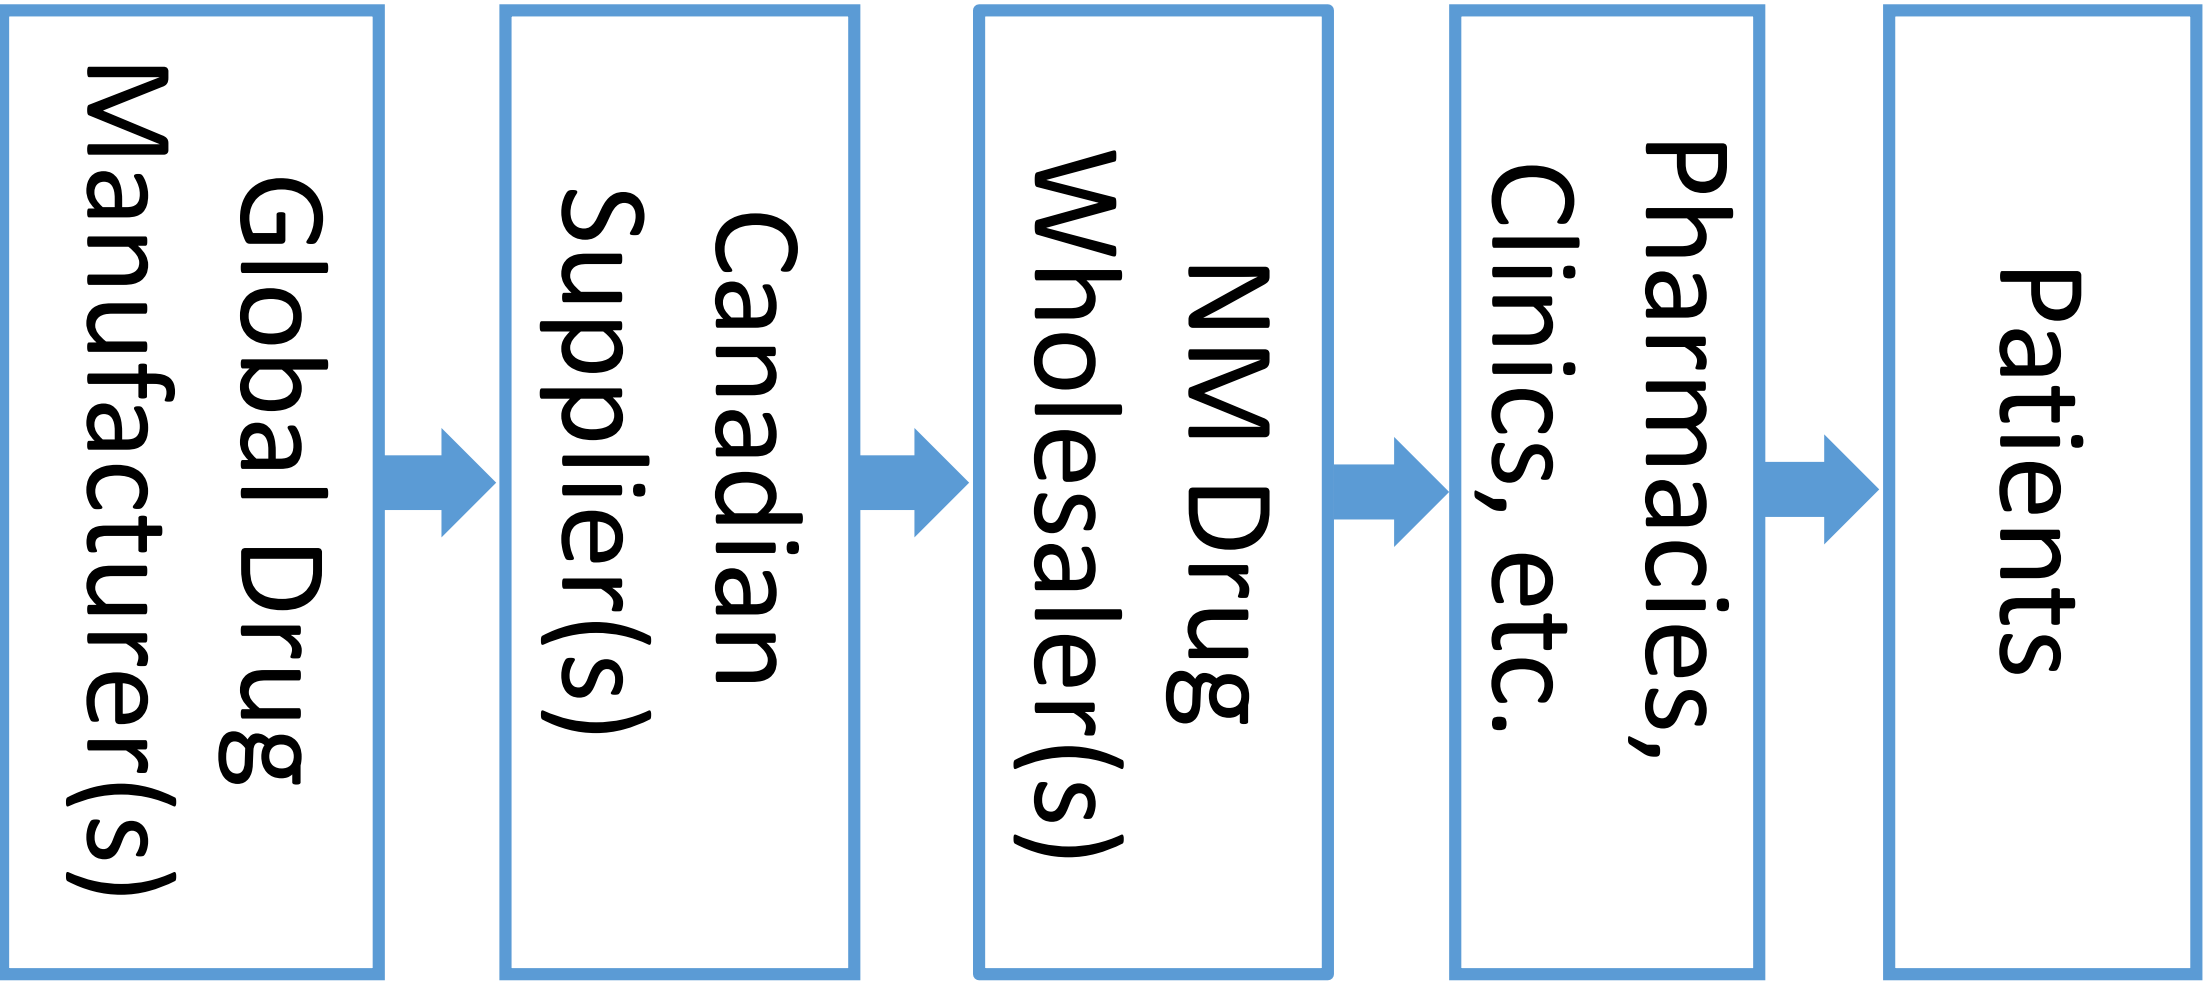 Global Drug
Manufacturer(s)
Canadian
Supplier(s)
NM Drug
Wholesaler(s)
Pharmacies,
Clinics, etc.
Patients